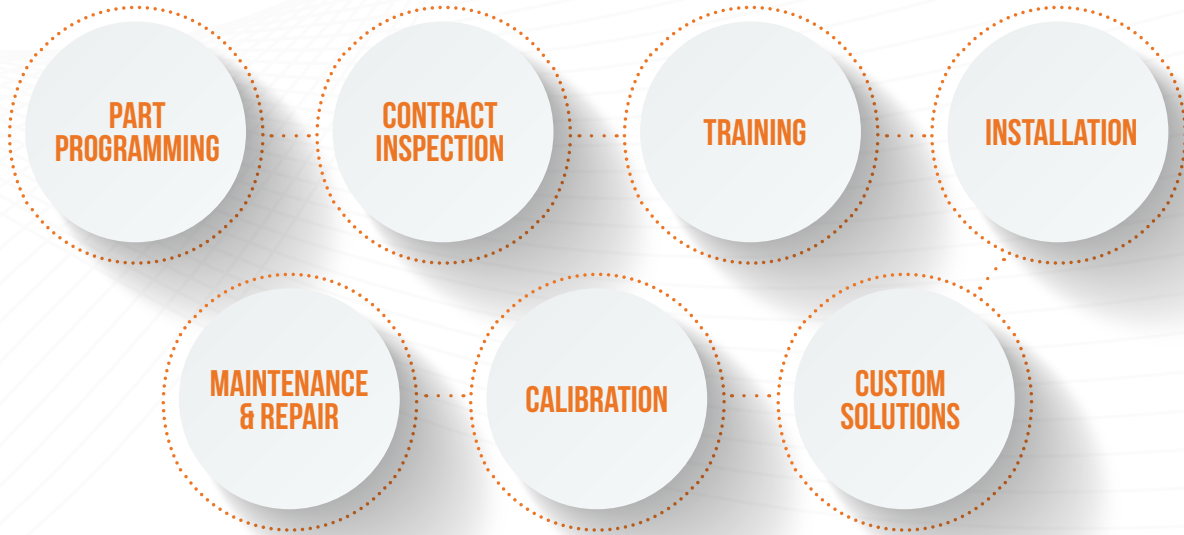 PART
PROGRAMMING
CONTRACT
INSPECTION
TRAINING
INSTALLATION
MAINTENANCE
& REPAIR
CALIBRATION
CUSTOM
SOLUTIONS